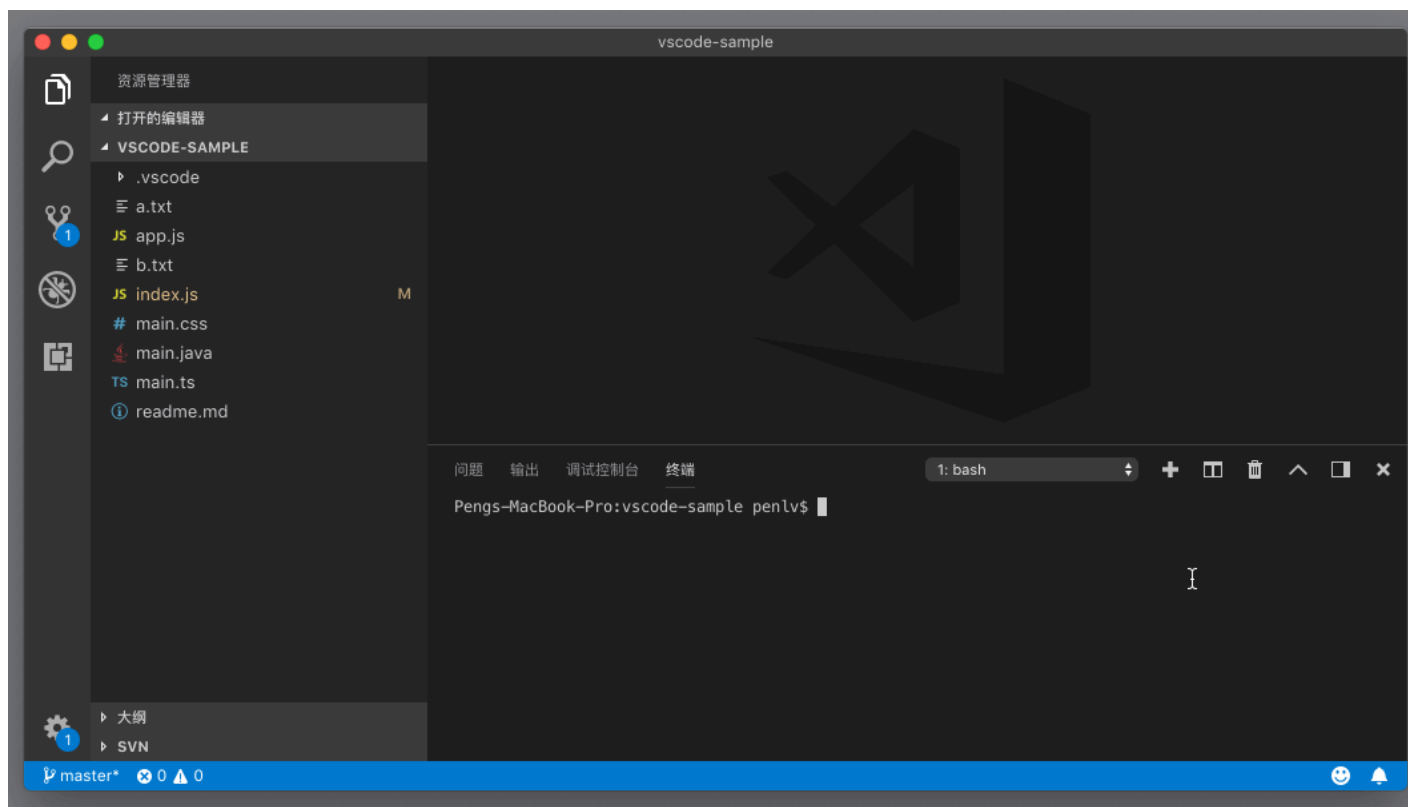 vscode-sample
资源管理器
打开的编辑器
VSCODE-SAMPLE
.vscode
a.txt
JS app.js
b.txt
JS index.js M
# main.css
main.java
TS main.ts
readme.md
1
1
大纲
SVN
问题 输出 调试控制台 终端 1: bash
Pengs-MacBook-Pro:vscode-sample penlv$
master* 0 0